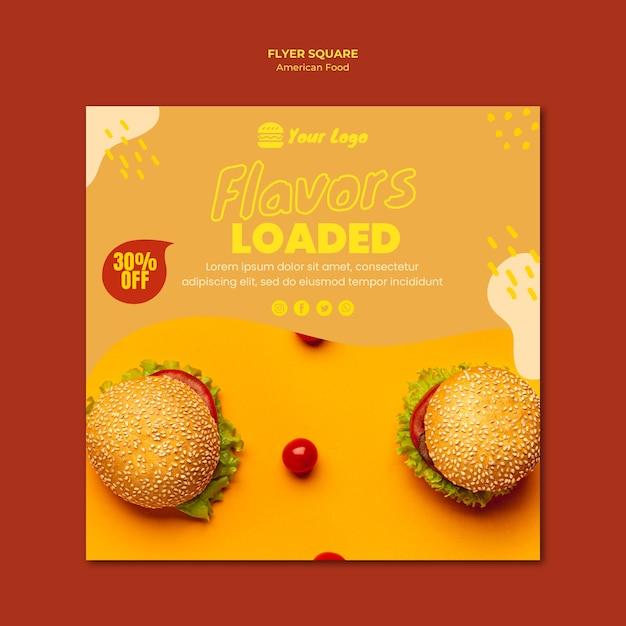 FLYER SQUARE
American Food
Your Logo
Flavors
LOADED
30%
OFF
Lorem ipsum dolor sit amet, consectetur
adipiscing elit, sed do eiusmod tempor incididunt